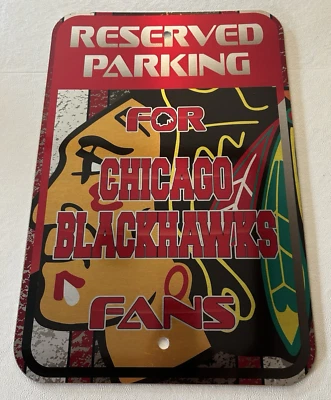 RESERVED
PARKING
FOR
CHICAGO
BLACKHAWKS
FANS